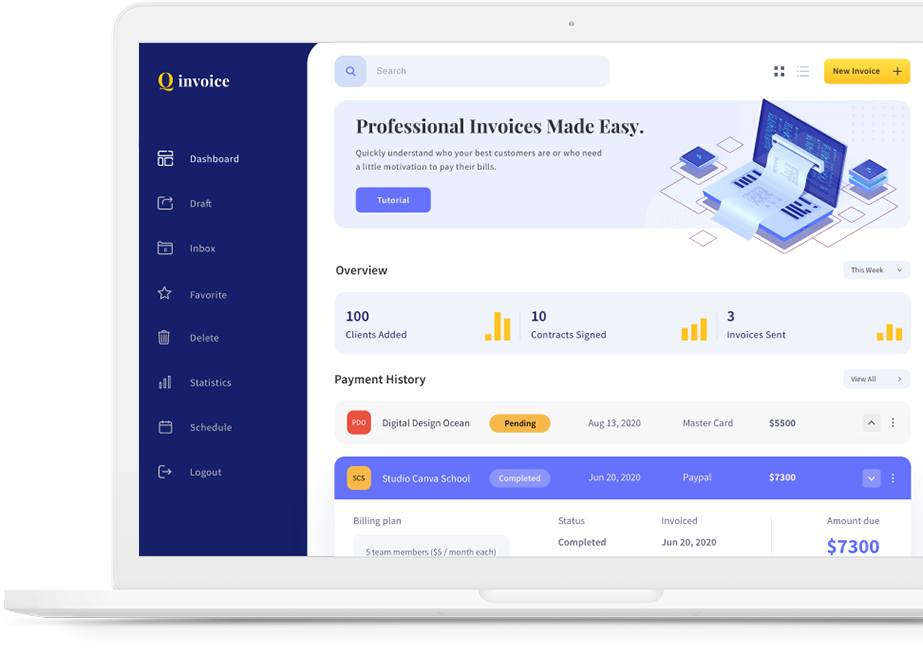 Q invoice
Search
New Invoice +
Dashboard
Draft
Inbox
Favorite
Delete
Statistics
Schedule
Logout
Professional Invoices Made Easy.
Quickly understand who your best customers are or who need
a little motivation to pay their bills.
Tutorial
Overview
This Week
100
Clients Added
10
Contracts Signed
3
Invoices Sent
Payment History
View All
PDO Digital Design Ocean Pending Aug 13, 2020 Master Card $5500
SCS Studio Canva School Completed Jun 20, 2020 Paypal $7300
Billing plan Status Invoiced Amount due
5 team members ($5 / month each) Completed Jun 20, 2020 $7300